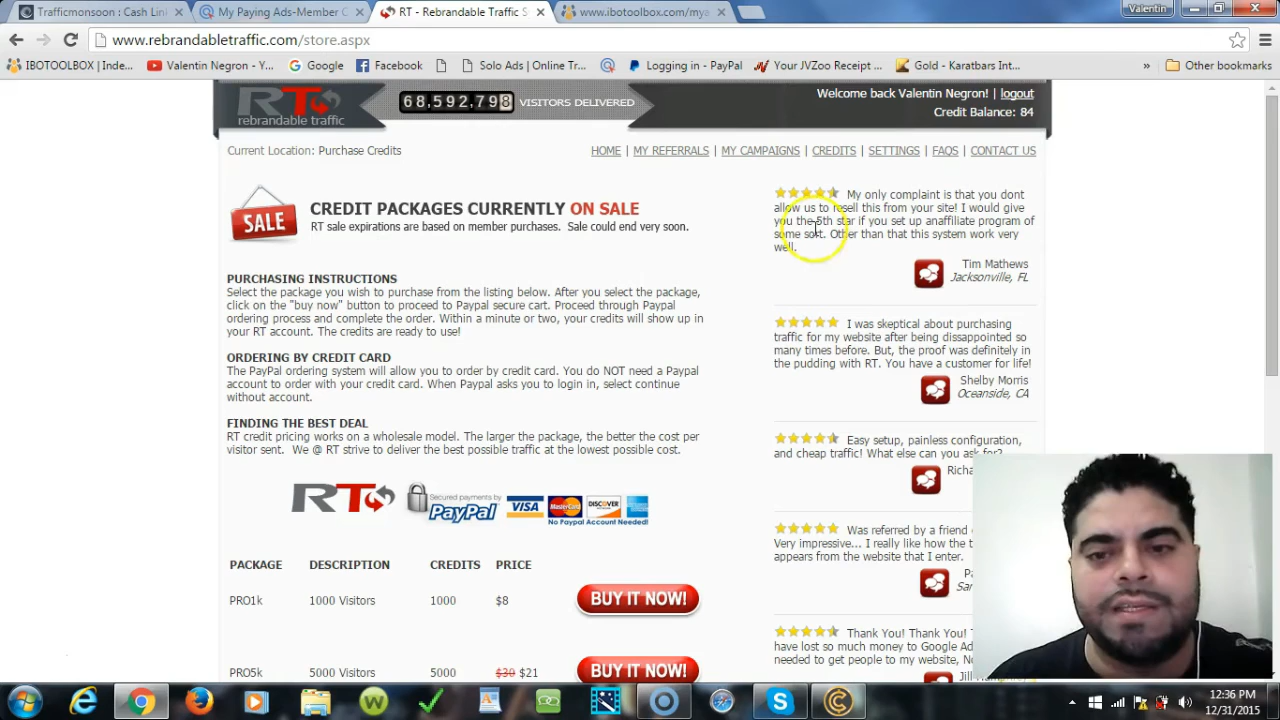 Trafficmonsoon : Cash Link
My Paying Ads-Member C
RT - Rebrandable Traffic S
www.ibotoolbox.com/mya
Valentin
www.rebrandabletraffic.com/store.aspx
IBOTOOLBOX | Inde...
Valentin Negron - Y...
Google
Facebook
Solo Ads | Online Tr...
Logging in - PayPal
Your JVZoo Receipt ...
Gold - Karatbars Int...
»
Other bookmarks
RT
rebrandable traffic
68,592,798 VISITORS DELIVERED
Welcome back Valentin Negron! | logout
Credit Balance: 84
Current Location: Purchase Credits
HOME | MY REFERRALS | MY CAMPAIGNS | CREDITS | SETTINGS | FAQS | CONTACT US
SALE
CREDIT PACKAGES CURRENTLY ON SALE
RT sale expirations are based on member purchases. Sale could end very soon.
PURCHASING INSTRUCTIONS
Select the package you wish to purchase from the listing below. After you select the package,
click on the "buy now" button to proceed to Paypal secure cart. Proceed through Paypal
ordering process and complete the order. Within a minute or two, your credits will show up in
your RT account. The credits are ready to use!
ORDERING BY CREDIT CARD
The PayPal ordering system will allow you to order by credit card. You do NOT need a Paypal
account to order with your credit card. When Paypal asks you to login in, select continue
without account.
FINDING THE BEST DEAL
RT credit pricing works on a wholesale model. The larger the package, the better the cost per
visitor sent. We @ RT strive to deliver the best possible traffic at the lowest possible cost.
RT
Secured payments by
PayPal
VISA
MasterCard
DISCOVER
No Paypal Account Needed!
PACKAGE DESCRIPTION CREDITS PRICE
PRO1k 1000 Visitors 1000 $8 BUY IT NOW!
PRO5k 5000 Visitors 5000 $30 $21 BUY IT NOW!
My only complaint is that you dont
allow us to resell this from your site! I would give
you the 5th star if you set up anaffiliate program of
some sort. Other than that this system work very
well.
Tim Mathews
Jacksonville, FL
I was skeptical about purchasing
traffic for my website after being dissappointed so
many times before. But, the proof was definitely in
the pudding with RT. You have a customer for life!
Shelby Morris
Oceanside, CA
Easy setup, painless configuration,
and cheap traffic! What else can you ask for?
Richa
Was referred by a friend
Very impressive... I really like how the t
appears from the website that I enter.
Pa
Sar
Thank You! Thank You! T
have lost so much money to Google Ad
needed to get people to my website, No
12:36 PM
12/31/2015